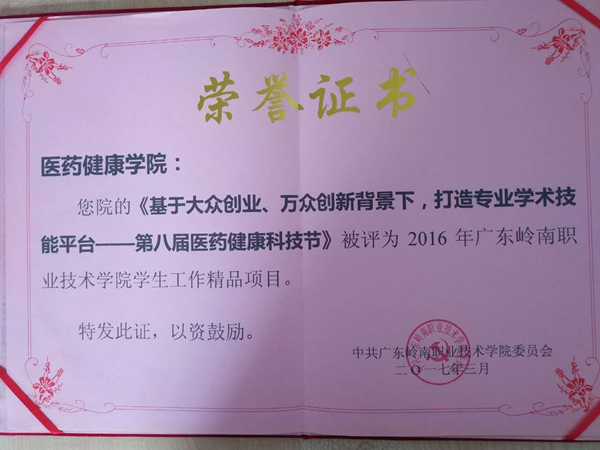 荣誉证书
医药健康学院：
您院的《基于大众创业、万众创新背景下，打造专业学术技
能平台——第八届医药健康科技节》被评为 2016 年广东岭南职
业技术学院学生工作精品项目。
特发此证，以资鼓励。
中共广东岭南职业技术学院委员会
二〇一七年三月